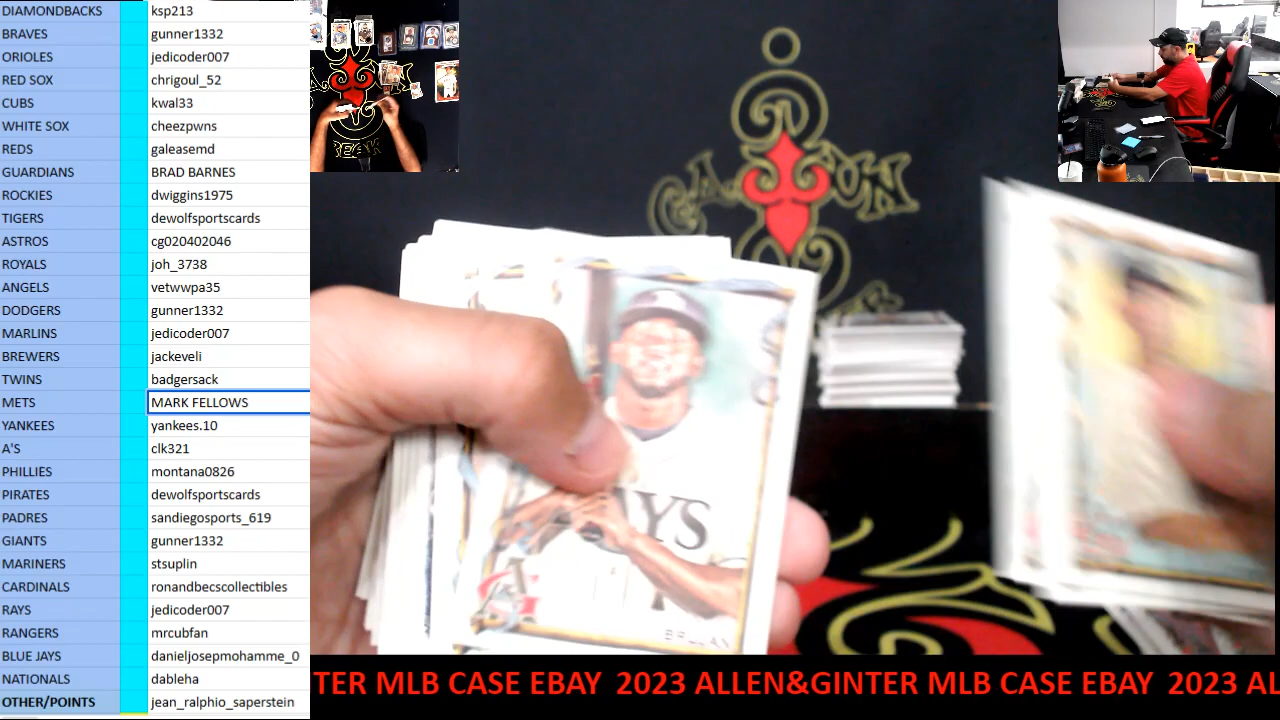 DIAMONDBACKS ksp213
BRAVES gunner1332
ORIOLES jedicoder007
RED SOX chrigoul_52
CUBS kwal33
WHITE SOX cheezpwns
REDS galeasemd
GUARDIANS BRAD BARNES
ROCKIES dwiggins1975
TIGERS dewolfsportscards
ASTROS cg020402046
ROYALS joh_3738
ANGELS vetwwpa35
DODGERS gunner1332
MARLINS jedicoder007
BREWERS jackeveli
TWINS badgersack
METS MARK FELLOWS
YANKEES yankees.10
A'S clk321
PHILLIES montana0826
PIRATES dewolfsportscards
PADRES sandiegosports_619
GIANTS gunner1332
MARINERS stsuplin
CARDINALS ronandbecscollectibles
RAYS jedicoder007
RANGERS mrcubfan
BLUE JAYS danieljosepmohamme_0
NATIONALS dableha
OTHER/POINTS jean_ralphio_saperstein
TER MLB CASE EBAY 2023 ALLEN&GINTER MLB CASE EBAY 2023 AL